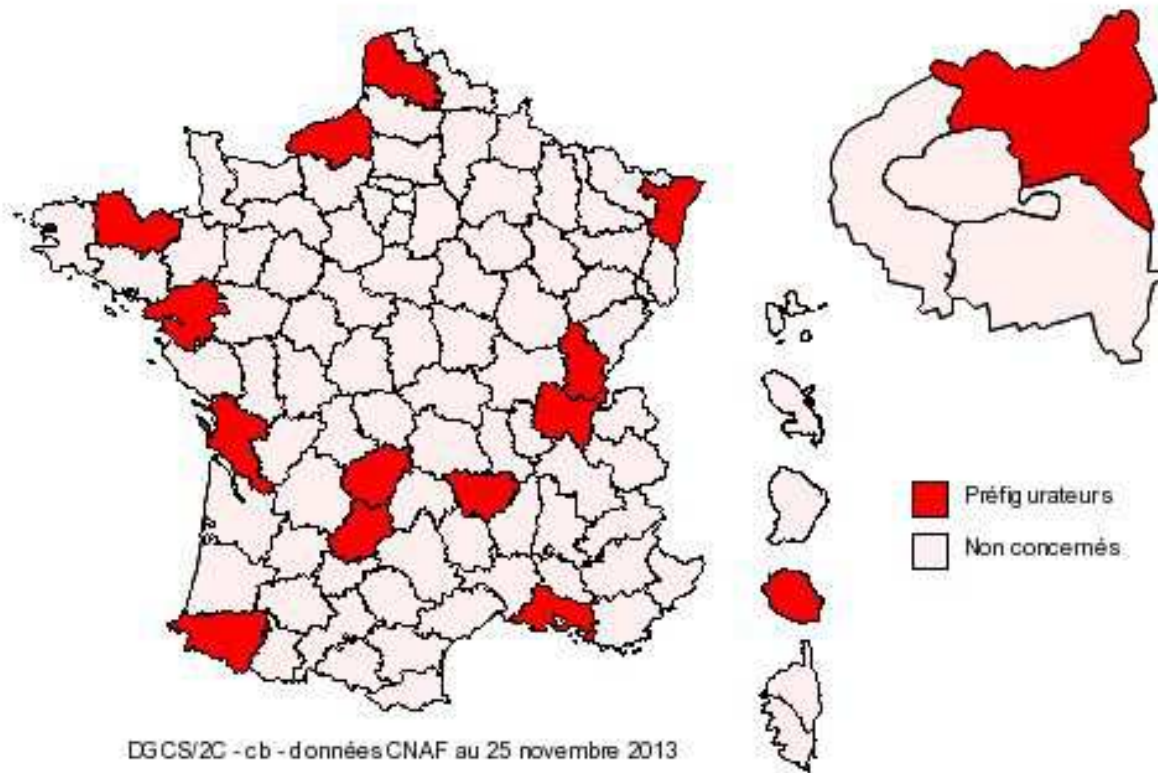 Préfigurateurs
Non concernés
DGCS/2C - cb - données CNAF au 25 novembre 2013